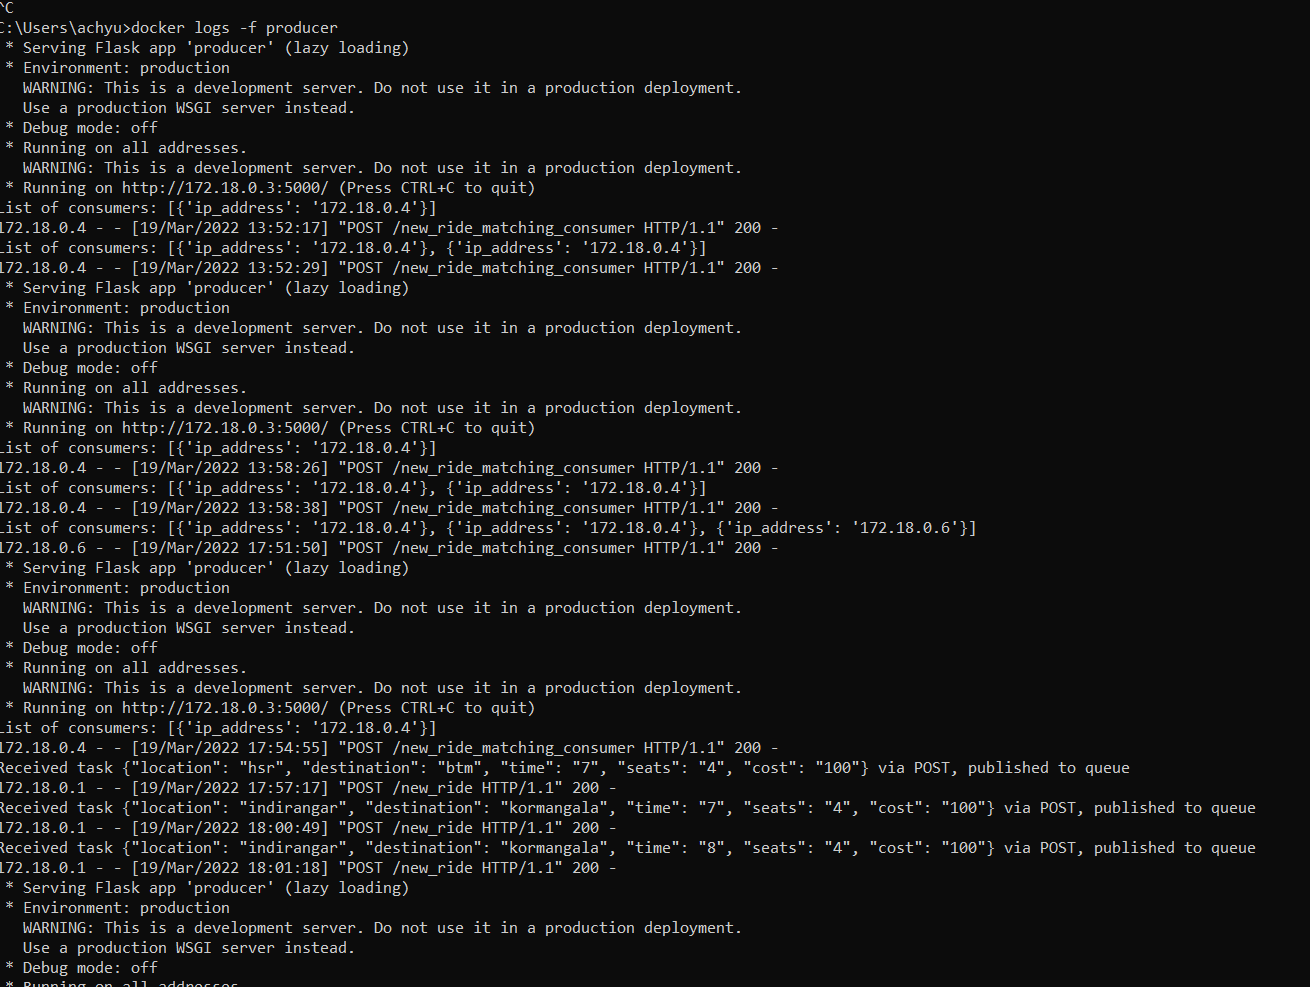 ^C
C:\Users\achyu>docker logs -f producer
* Serving Flask app 'producer' (lazy loading)
* Environment: production
WARNING: This is a development server. Do not use it in a production deployment.
Use a production WSGI server instead.
* Debug mode: off
* Running on all addresses.
WARNING: This is a development server. Do not use it in a production deployment.
* Running on http://172.18.0.3:5000/ (Press CTRL+C to quit)
List of consumers: [{'ip_address': '172.18.0.4'}]
172.18.0.4 - - [19/Mar/2022 13:52:17] "POST /new_ride_matching_consumer HTTP/1.1" 200 -
List of consumers: [{'ip_address': '172.18.0.4'}, {'ip_address': '172.18.0.4'}]
172.18.0.4 - - [19/Mar/2022 13:52:29] "POST /new_ride_matching_consumer HTTP/1.1" 200 -
* Serving Flask app 'producer' (lazy loading)
* Environment: production
WARNING: This is a development server. Do not use it in a production deployment.
Use a production WSGI server instead.
* Debug mode: off
* Running on all addresses.
WARNING: This is a development server. Do not use it in a production deployment.
* Running on http://172.18.0.3:5000/ (Press CTRL+C to quit)
List of consumers: [{'ip_address': '172.18.0.4'}]
172.18.0.4 - - [19/Mar/2022 13:58:26] "POST /new_ride_matching_consumer HTTP/1.1" 200 -
List of consumers: [{'ip_address': '172.18.0.4'}, {'ip_address': '172.18.0.4'}]
172.18.0.4 - - [19/Mar/2022 13:58:38] "POST /new_ride_matching_consumer HTTP/1.1" 200 -
List of consumers: [{'ip_address': '172.18.0.4'}, {'ip_address': '172.18.0.4'}, {'ip_address': '172.18.0.6'}]
172.18.0.6 - - [19/Mar/2022 17:51:50] "POST /new_ride_matching_consumer HTTP/1.1" 200 -
* Serving Flask app 'producer' (lazy loading)
* Environment: production
WARNING: This is a development server. Do not use it in a production deployment.
Use a production WSGI server instead.
* Debug mode: off
* Running on all addresses.
WARNING: This is a development server. Do not use it in a production deployment.
* Running on http://172.18.0.3:5000/ (Press CTRL+C to quit)
List of consumers: [{'ip_address': '172.18.0.4'}]
172.18.0.4 - - [19/Mar/2022 17:54:55] "POST /new_ride_matching_consumer HTTP/1.1" 200 -
Received task {"location": "hsr", "destination": "btm", "time": "7", "seats": "4", "cost": "100"} via POST, published to queue
172.18.0.1 - - [19/Mar/2022 17:57:17] "POST /new_ride HTTP/1.1" 200 -
Received task {"location": "indirangar", "destination": "kormangala", "time": "7", "seats": "4", "cost": "100"} via POST, published to queue
172.18.0.1 - - [19/Mar/2022 18:00:49] "POST /new_ride HTTP/1.1" 200 -
Received task {"location": "indirangar", "destination": "kormangala", "time": "8", "seats": "4", "cost": "100"} via POST, published to queue
172.18.0.1 - - [19/Mar/2022 18:01:18] "POST /new_ride HTTP/1.1" 200 -
* Serving Flask app 'producer' (lazy loading)
* Environment: production
WARNING: This is a development server. Do not use it in a production deployment.
Use a production WSGI server instead.
* Debug mode: off
* Running on all addresses.